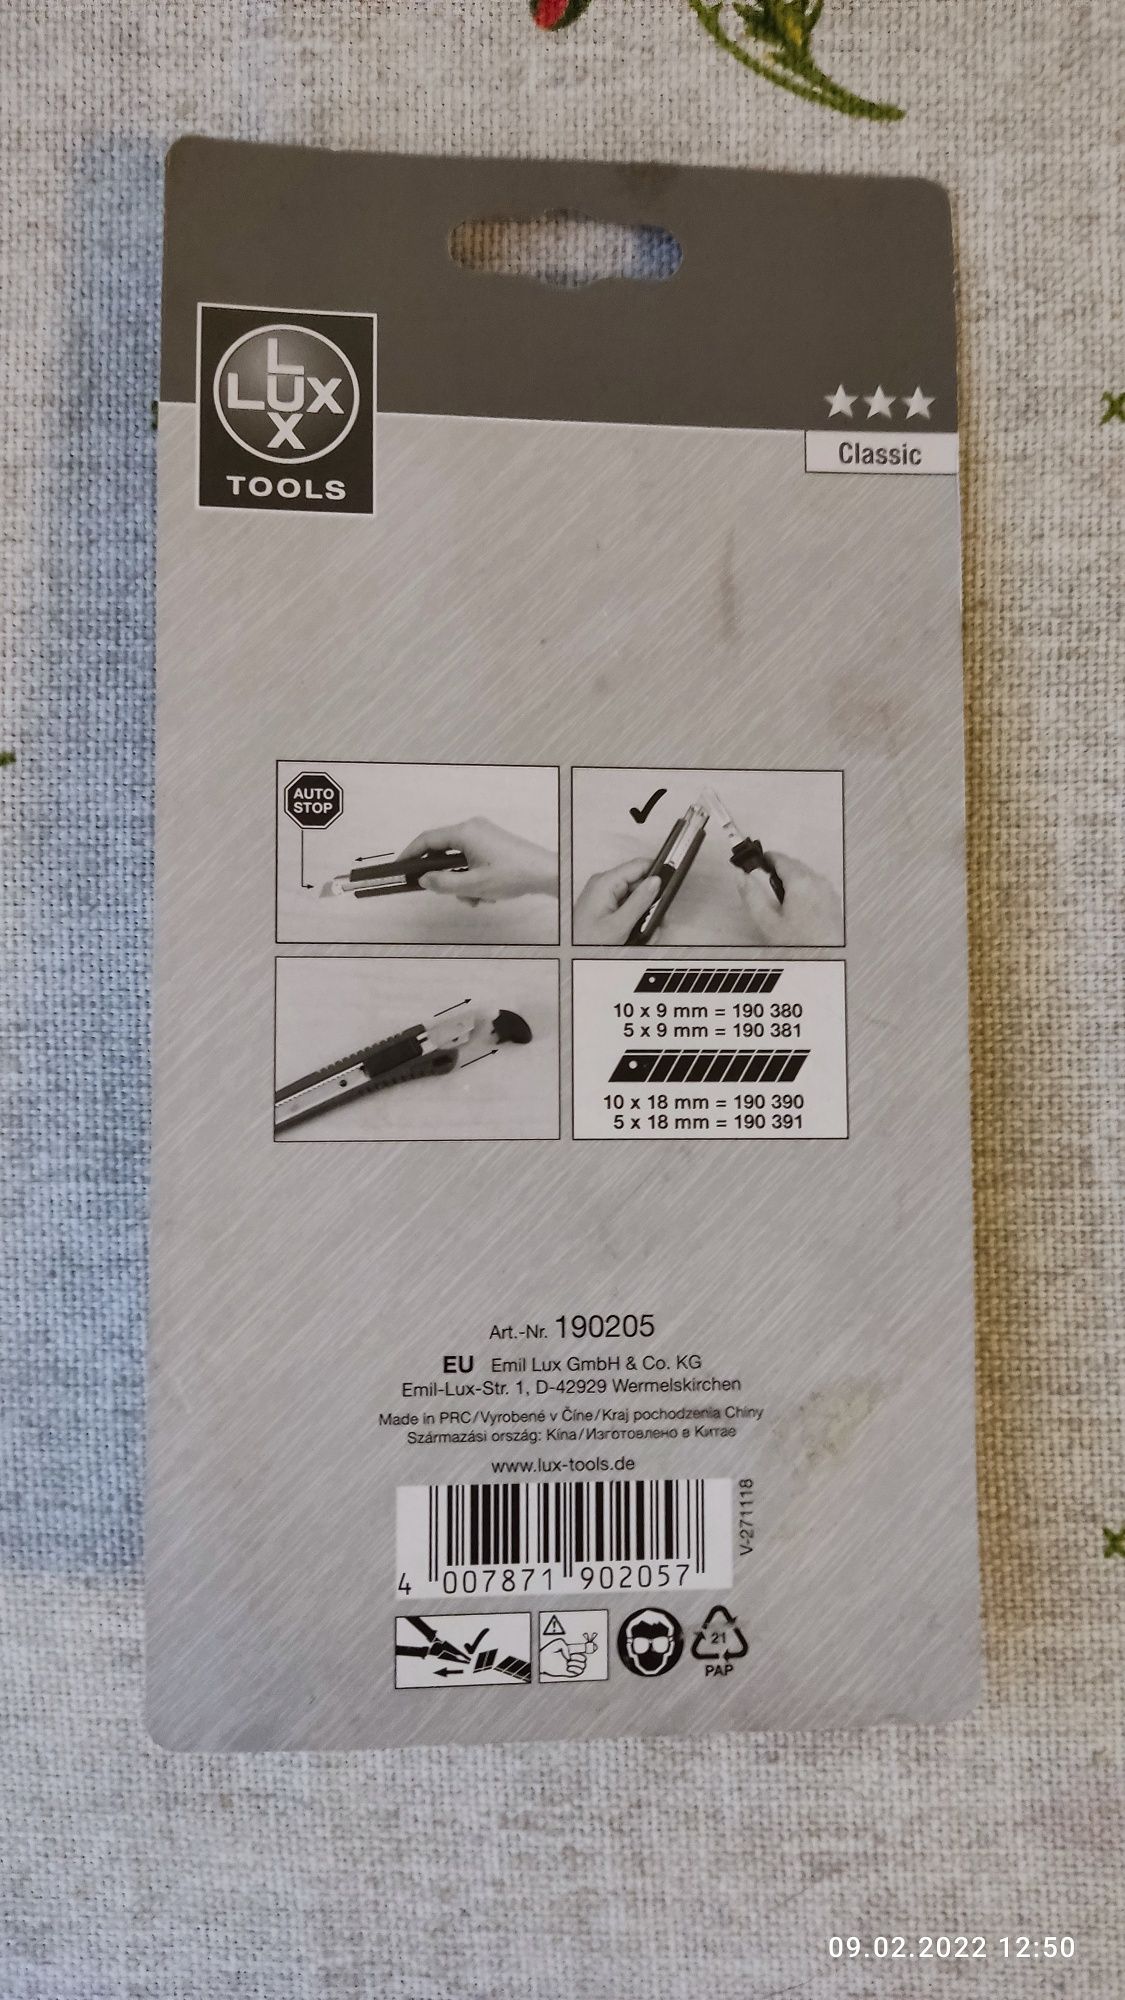 L
LUX
X
TOOLS
Classic
AUTO
STOP
10 x 9 mm = 190 380
5 x 9 mm = 190 381
10 x 18 mm = 190 390
5 x 18 mm = 190 391
Art.-Nr. 190205
EU Emil Lux GmbH & Co. KG
Emil-Lux-Str. 1, D-42929 Wermelskirchen
Made in PRC/Vyrobené v Číne/Kraj pochodzenia Chiny
Származási ország: Kína/Изготовлено в Китае
www.lux-tools.de
V-271118
4 007871 902057
21
PAP
09.02.2022 12:50